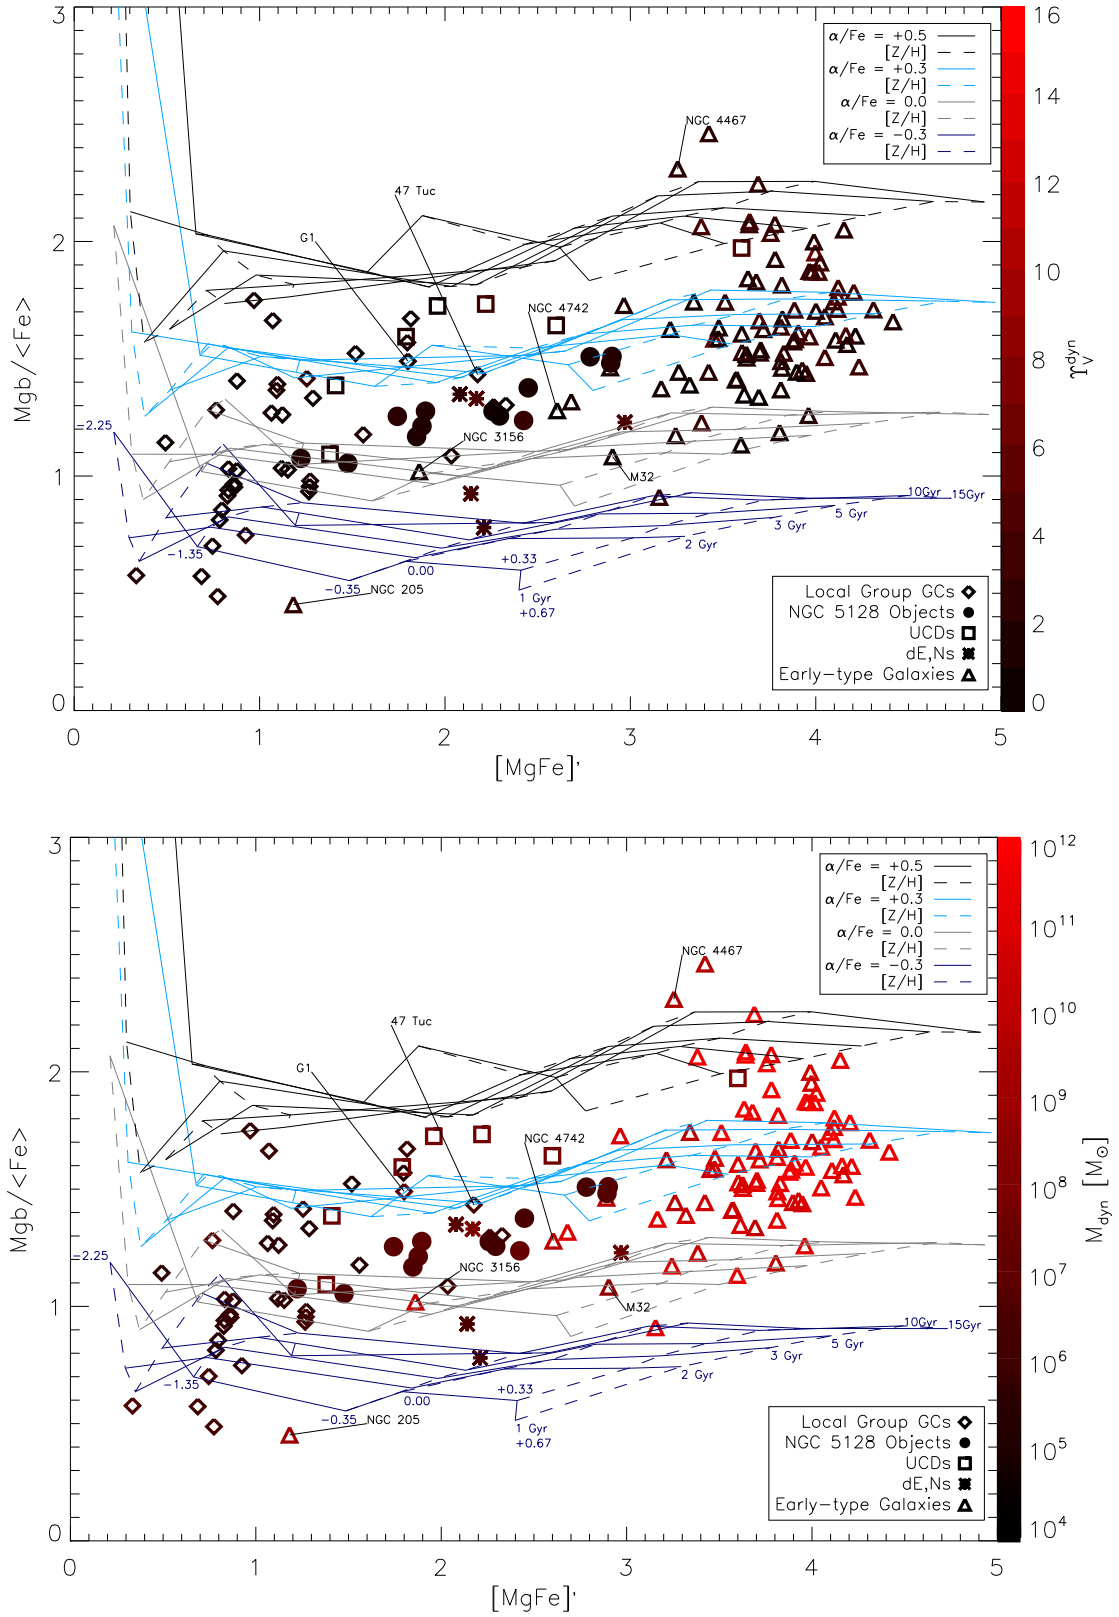 α/Fe = +0.5
[Z/H]
α/Fe = +0.3
[Z/H]
α/Fe = 0.0
[Z/H]
α/Fe = −0.3
[Z/H]
NGC 4467
47 Tuc
G1
NGC 4742
NGC 3156
M32
−2.25
−1.35
−0.35
0.00
+0.33
1 Gyr
+0.67
2 Gyr
3 Gyr
5 Gyr
10Gyr
15Gyr
NGC 205
Local Group GCs
NGC 5128 Objects
UCDs
dE,Ns
Early−type Galaxies
3
2
1
0
Mgb/<Fe>
0 1 2 3 4 5
[MgFe]'
16
14
12
10
8
6
4
2
0
Υ_V^dyn
α/Fe = +0.5
[Z/H]
α/Fe = +0.3
[Z/H]
α/Fe = 0.0
[Z/H]
α/Fe = −0.3
[Z/H]
NGC 4467
47 Tuc
G1
NGC 4742
NGC 3156
M32
−2.25
−1.35
−0.35
0.00
+0.33
1 Gyr
+0.67
2 Gyr
3 Gyr
5 Gyr
10Gyr
15Gyr
NGC 205
Local Group GCs
NGC 5128 Objects
UCDs
dE,Ns
Early−type Galaxies
3
2
1
0
Mgb/<Fe>
0 1 2 3 4 5
[MgFe]'
10^12
10^11
10^10
10^9
10^8
10^7
10^6
10^5
10^4
M_dyn [M_⊙]